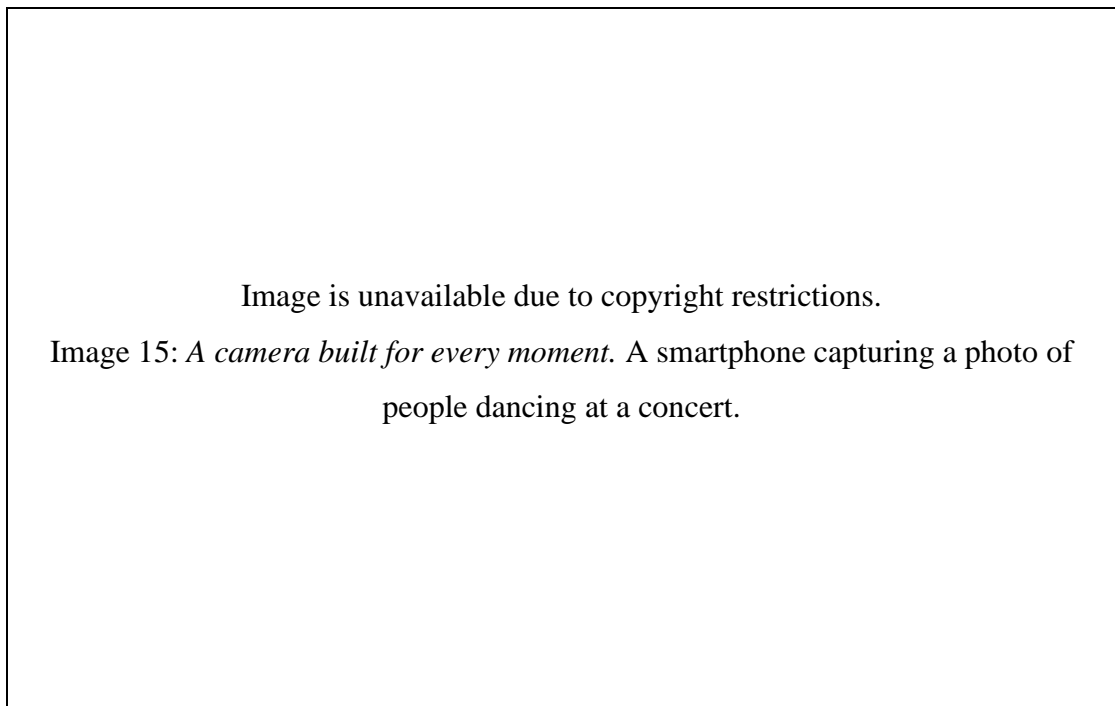 Image is unavailable due to copyright restrictions.
Image 15: A camera built for every moment. A smartphone capturing a photo of
people dancing at a concert.